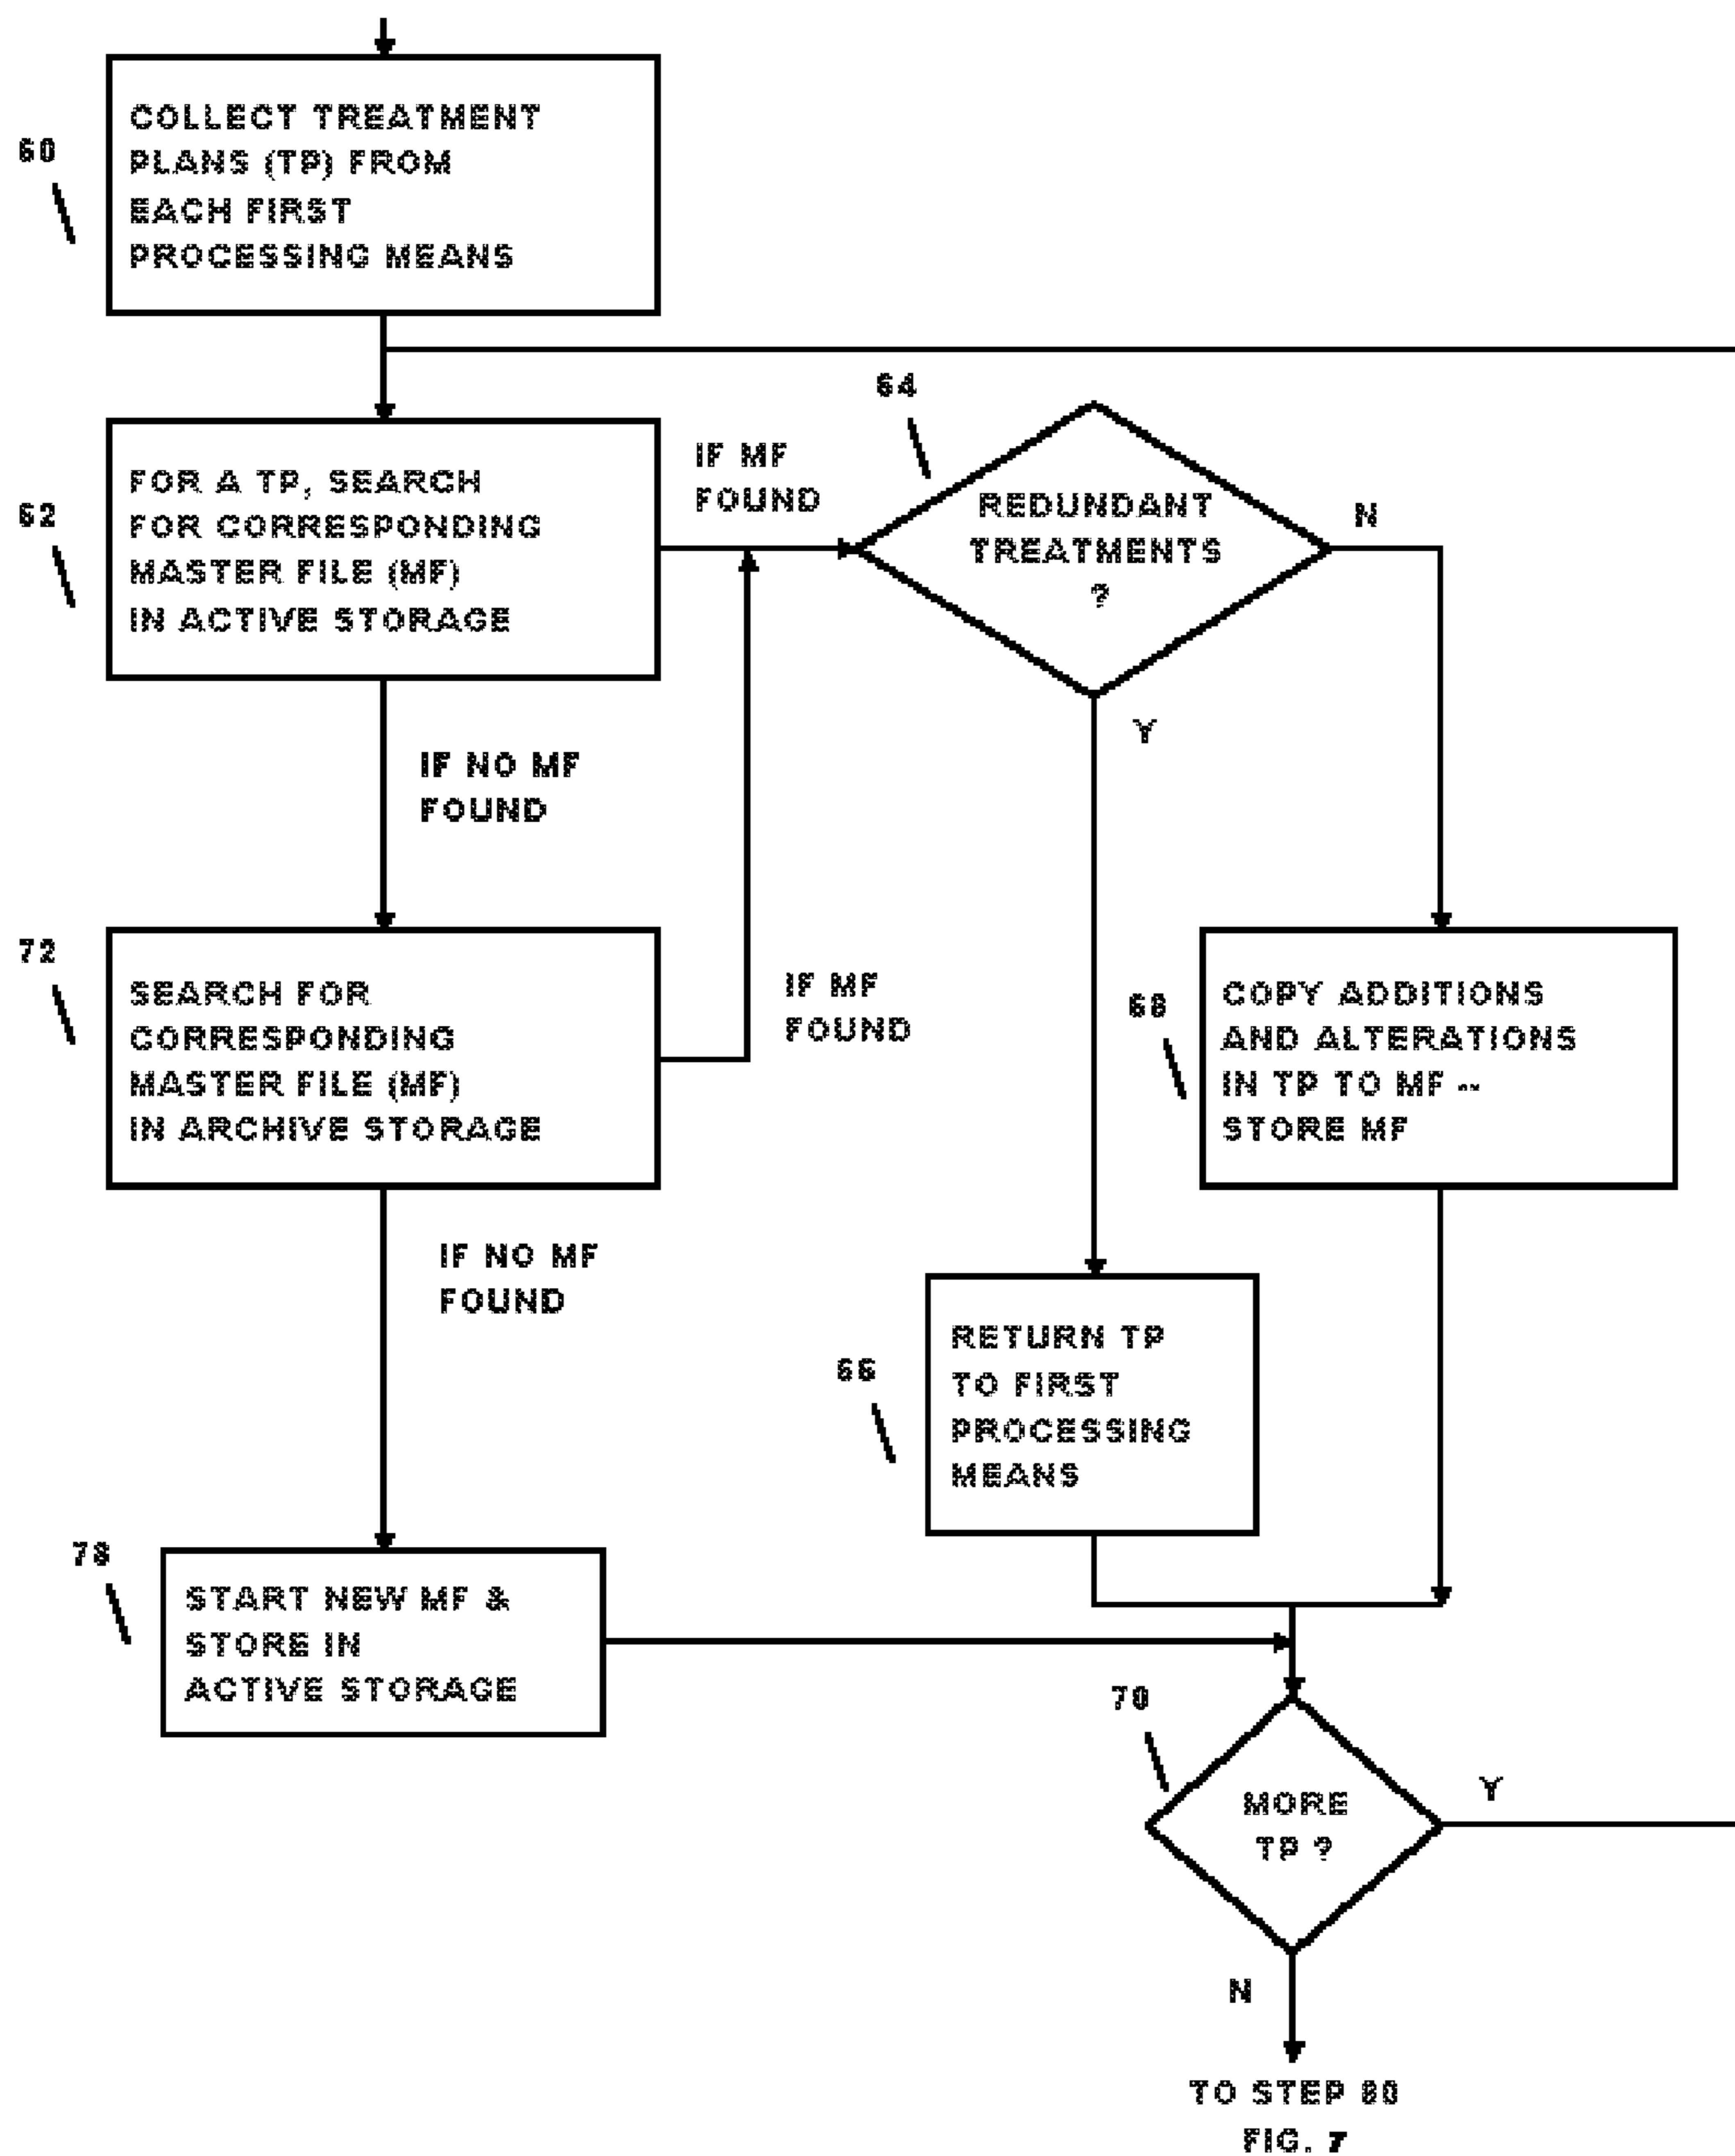 60
COLLECT TREATMENT
PLANS (TP) FROM
EACH FIRST
PROCESSING MEANS
62
FOR A TP, SEARCH
FOR CORRESPONDING
MASTER FILE (MF)
IN ACTIVE STORAGE
IF MF
FOUND
64
REDUNDANT
TREATMENTS
?
N
Y
IF NO MF
FOUND
72
SEARCH FOR
CORRESPONDING
MASTER FILE (MF)
IN ARCHIVE STORAGE
IF MF
FOUND
68
COPY ADDITIONS
AND ALTERATIONS
IN TP TO MF --
STORE MF
IF NO MF
FOUND
66
RETURN TP
TO FIRST
PROCESSING
MEANS
78
START NEW MF &
STORE IN
ACTIVE STORAGE
70
MORE
TP ?
Y
N
TO STEP 80
FIG. 7